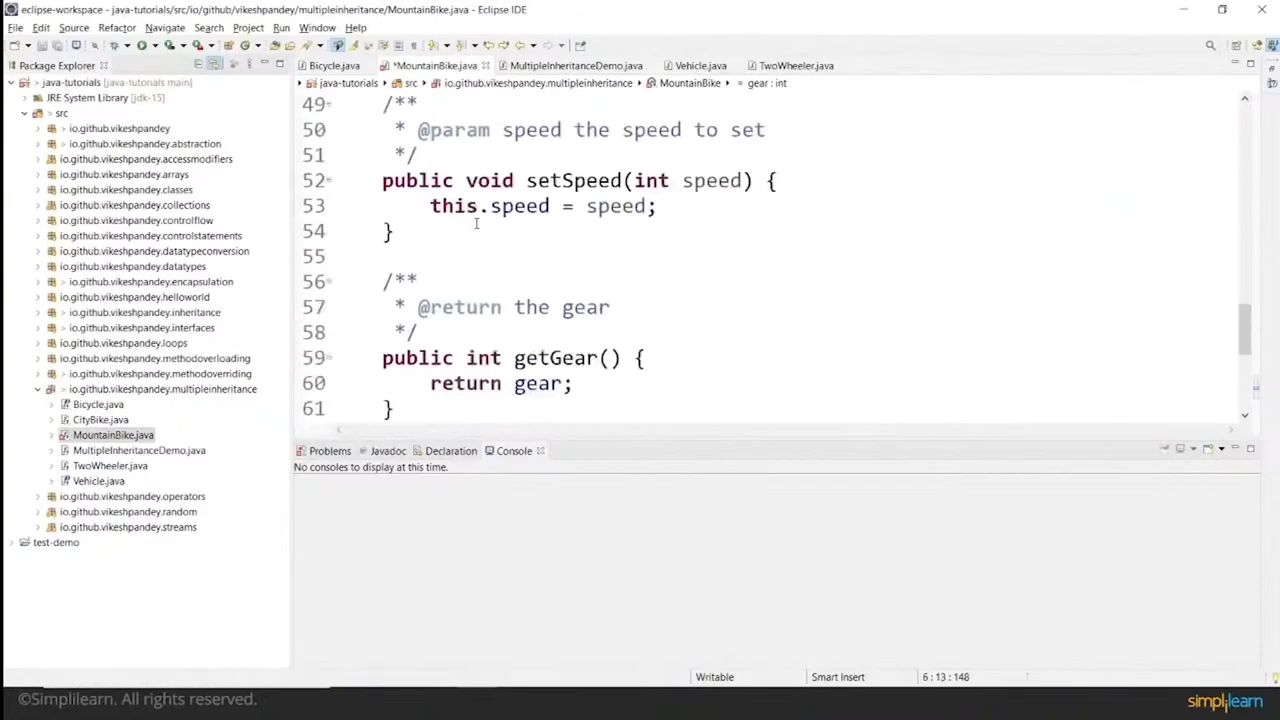 eclipse-workspace - java-tutorials/src/io/github/vikeshpandey/multipleinheritance/MountainBike.java - Eclipse IDE
File Edit Source Refactor Navigate Search Project Run Window Help
Package Explorer
java-tutorials [java-tutorials main]
JRE System Library [jdk-15]
src
io.github.vikeshpandey
io.github.vikeshpandey.abstraction
io.github.vikeshpandey.accessmodifiers
io.github.vikeshpandey.arrays
io.github.vikeshpandey.classes
io.github.vikeshpandey.collections
io.github.vikeshpandey.controlflow
io.github.vikeshpandey.controlstatements
io.github.vikeshpandey.datatypeconversion
io.github.vikeshpandey.datatypes
io.github.vikeshpandey.encapsulation
io.github.vikeshpandey.helloworld
io.github.vikeshpandey.inheritance
io.github.vikeshpandey.interfaces
io.github.vikeshpandey.loops
io.github.vikeshpandey.methodoverloading
io.github.vikeshpandey.methodoverriding
io.github.vikeshpandey.multipleinheritance
Bicycle.java
CityBike.java
MountainBike.java
MultipleInheritanceDemo.java
TwoWheeler.java
Vehicle.java
io.github.vikeshpandey.operators
io.github.vikeshpandey.random
io.github.vikeshpandey.streams
test-demo
Bicycle.java *MountainBike.java MultipleInheritanceDemo.java Vehicle.java TwoWheeler.java
java-tutorials src io.github.vikeshpandey.multipleinheritance MountainBike gear : int
49 /**
50 * @param speed the speed to set
51 */
52 public void setSpeed(int speed) {
53 this.speed = speed;
54 }
55
56 /**
57 * @return the gear
58 */
59 public int getGear() {
60 return gear;
61 }
Problems Javadoc Declaration Console
No consoles to display at this time.
Writable Smart Insert 6 : 13 : 148
©Simplilearn. All rights reserved.
simplilearn